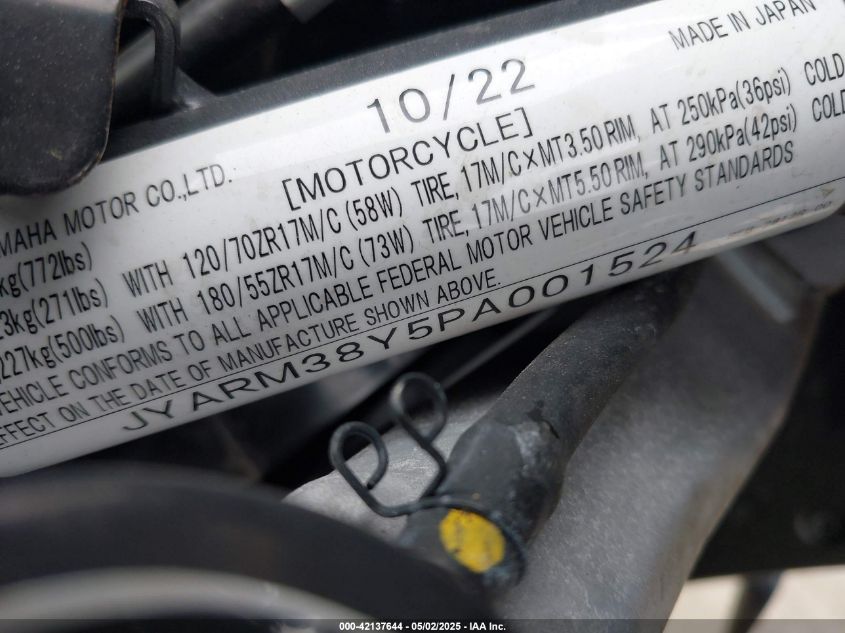 10/22
MADE IN JAPAN
MAHA MOTOR CO.,LTD.
[MOTORCYCLE]
kg(772lbs)
3kg(271lbs) WITH 120/70ZR17M/C (58W) TIRE, 17M/C X MT3.50 RIM, AT 250kPa(36psi) COLD
227kg(500lbs) WITH 180/55ZR17M/C (73W) TIRE, 17M/C X MT5.50 RIM, AT 290kPa(42psi) COLD
VEHICLE CONFORMS TO ALL APPLICABLE FEDERAL MOTOR VEHICLE SAFETY STANDARDS
EFFECT ON THE DATE OF MANUFACTURE SHOWN ABOVE.
JYARM38Y5PA001524
000-42137644 - 05/02/2025 - IAA Inc.